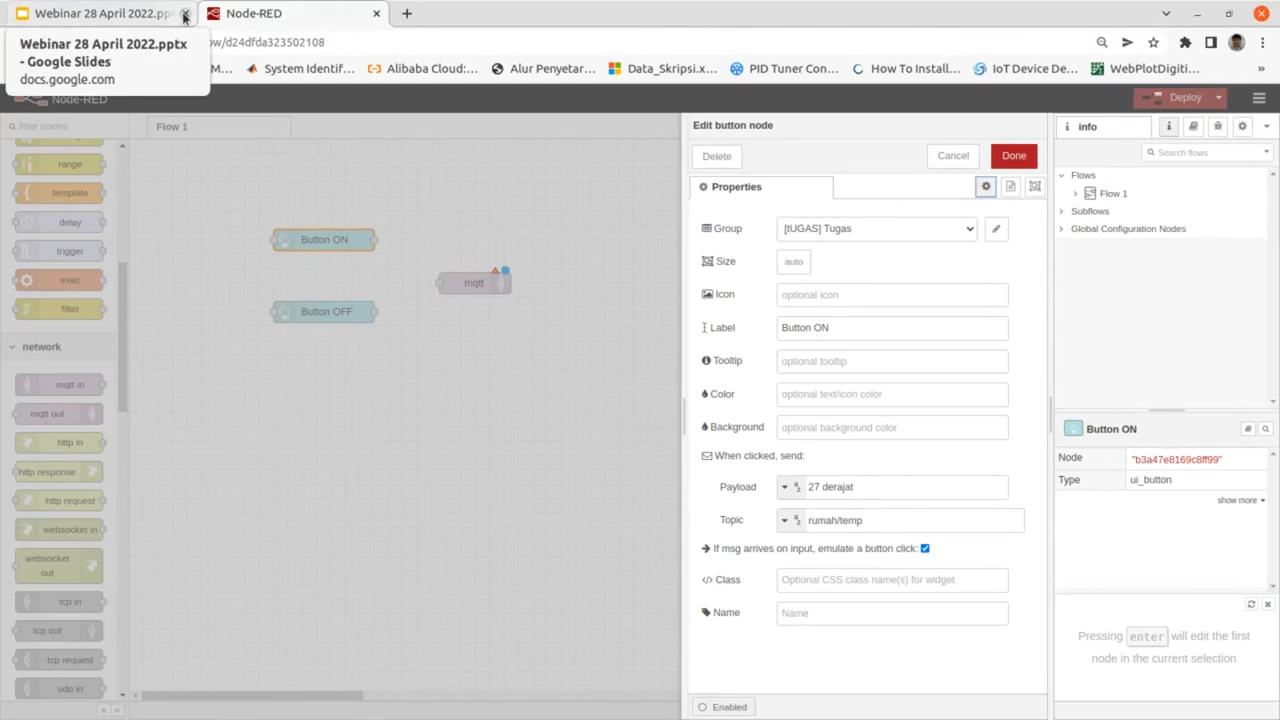 Webinar 28 April 2022.pp
Node-RED
Webinar 28 April 2022.pptx
- Google Slides
docs.google.com
ow/d24dfda323502108
M...
System Identif...
Alibaba Cloud:...
Alur Penyetar...
Data_Skripsi.x...
PID Tuner Con...
How To Install...
IoT Device De...
WebPlotDigiti...
»
Node-RED
Deploy
filter nodes
Flow 1
range
template
delay
trigger
exec
filter
network
mqtt in
mqtt out
http in
http response
http request
websocket in
websocket
out
tcp in
tcp out
tcp request
udp in
Button ON
mqtt
Button OFF
Edit button node
Delete
Cancel
Done
Properties
Group
[tUGAS] Tugas
Size
auto
Icon
optional icon
Label
Button ON
Tooltip
optional tooltip
Color
optional text/icon color
Background
optional background color
When clicked, send:
Payload
27 derajat
Topic
rumah/temp
If msg arrives on input, emulate a button click:
</> Class
Optional CSS class name(s) for widget
Name
Name
Enabled
info
Search flows
Flows
Flow 1
Subflows
Global Configuration Nodes
Button ON
Node
"b3a47e8169c8ff99"
Type
ui_button
show more
Pressing enter will edit the first
node in the current selection